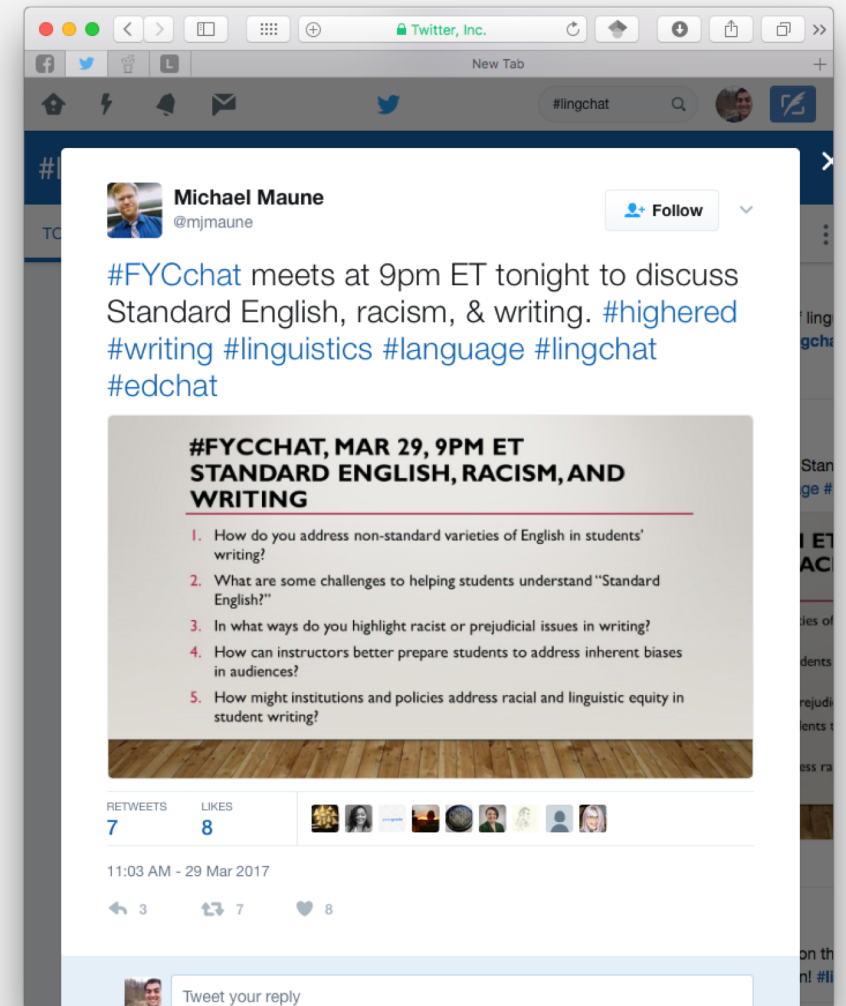 Twitter, Inc.
New Tab
#lingchat
Michael Maune
@mjmaune
Follow
#FYCchat meets at 9pm ET tonight to discuss
Standard English, racism, & writing. #highered
#writing #linguistics #language #lingchat
#edchat
#FYCCHAT, MAR 29, 9PM ET
STANDARD ENGLISH, RACISM, AND
WRITING
1. How do you address non-standard varieties of English in students'
writing?
2. What are some challenges to helping students understand "Standard
English?"
3. In what ways do you highlight racist or prejudicial issues in writing?
4. How can instructors better prepare students to address inherent biases
in audiences?
5. How might institutions and policies address racial and linguistic equity in
student writing?
RETWEETS
LIKES
7
8
11:03 AM - 29 Mar 2017
3
7
8
Tweet your reply